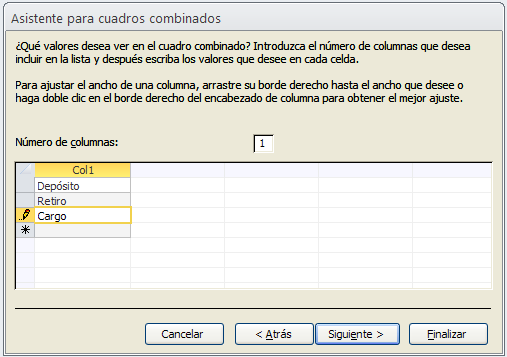 Asistente para cuadros combinados
¿Qué valores desea ver en el cuadro combinado? Introduzca el número de columnas que desea
incluir en la lista y después escriba los valores que desee en cada celda.
Para ajustar el ancho de una columna, arrastre su borde derecho hasta el ancho que desee o
haga doble clic en el borde derecho del encabezado de columna para obtener el mejor ajuste.
Número de columnas: 1
Col1
Depósito
Retiro
Cargo
Cancelar < Atrás Siguiente > Finalizar